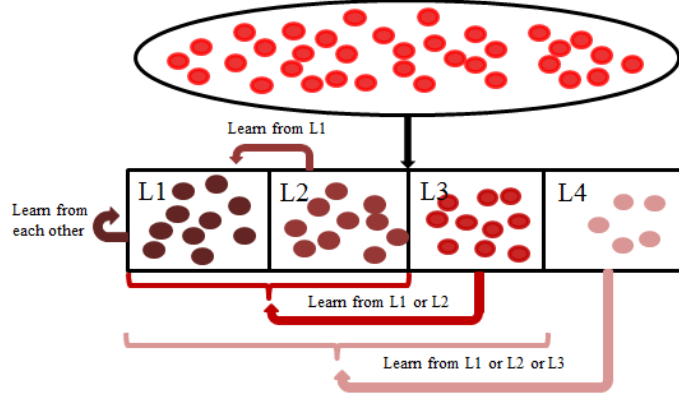 Learn from L1
L1
L2
L3
L4
Learn from
each other
Learn from L1 or L2
Learn from L1 or L2 or L3